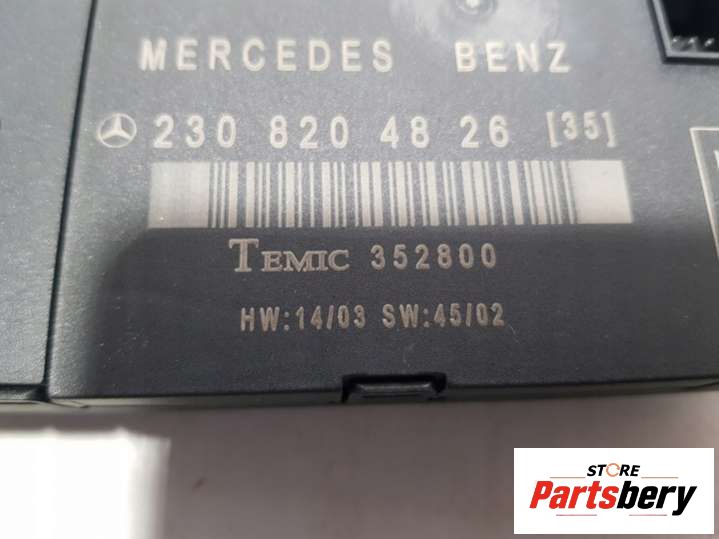 MERCEDES BENZ
230 820 48 26 [35]
TEMIC 352800
HW:14/03 SW:45/02
STORE
Partsbery